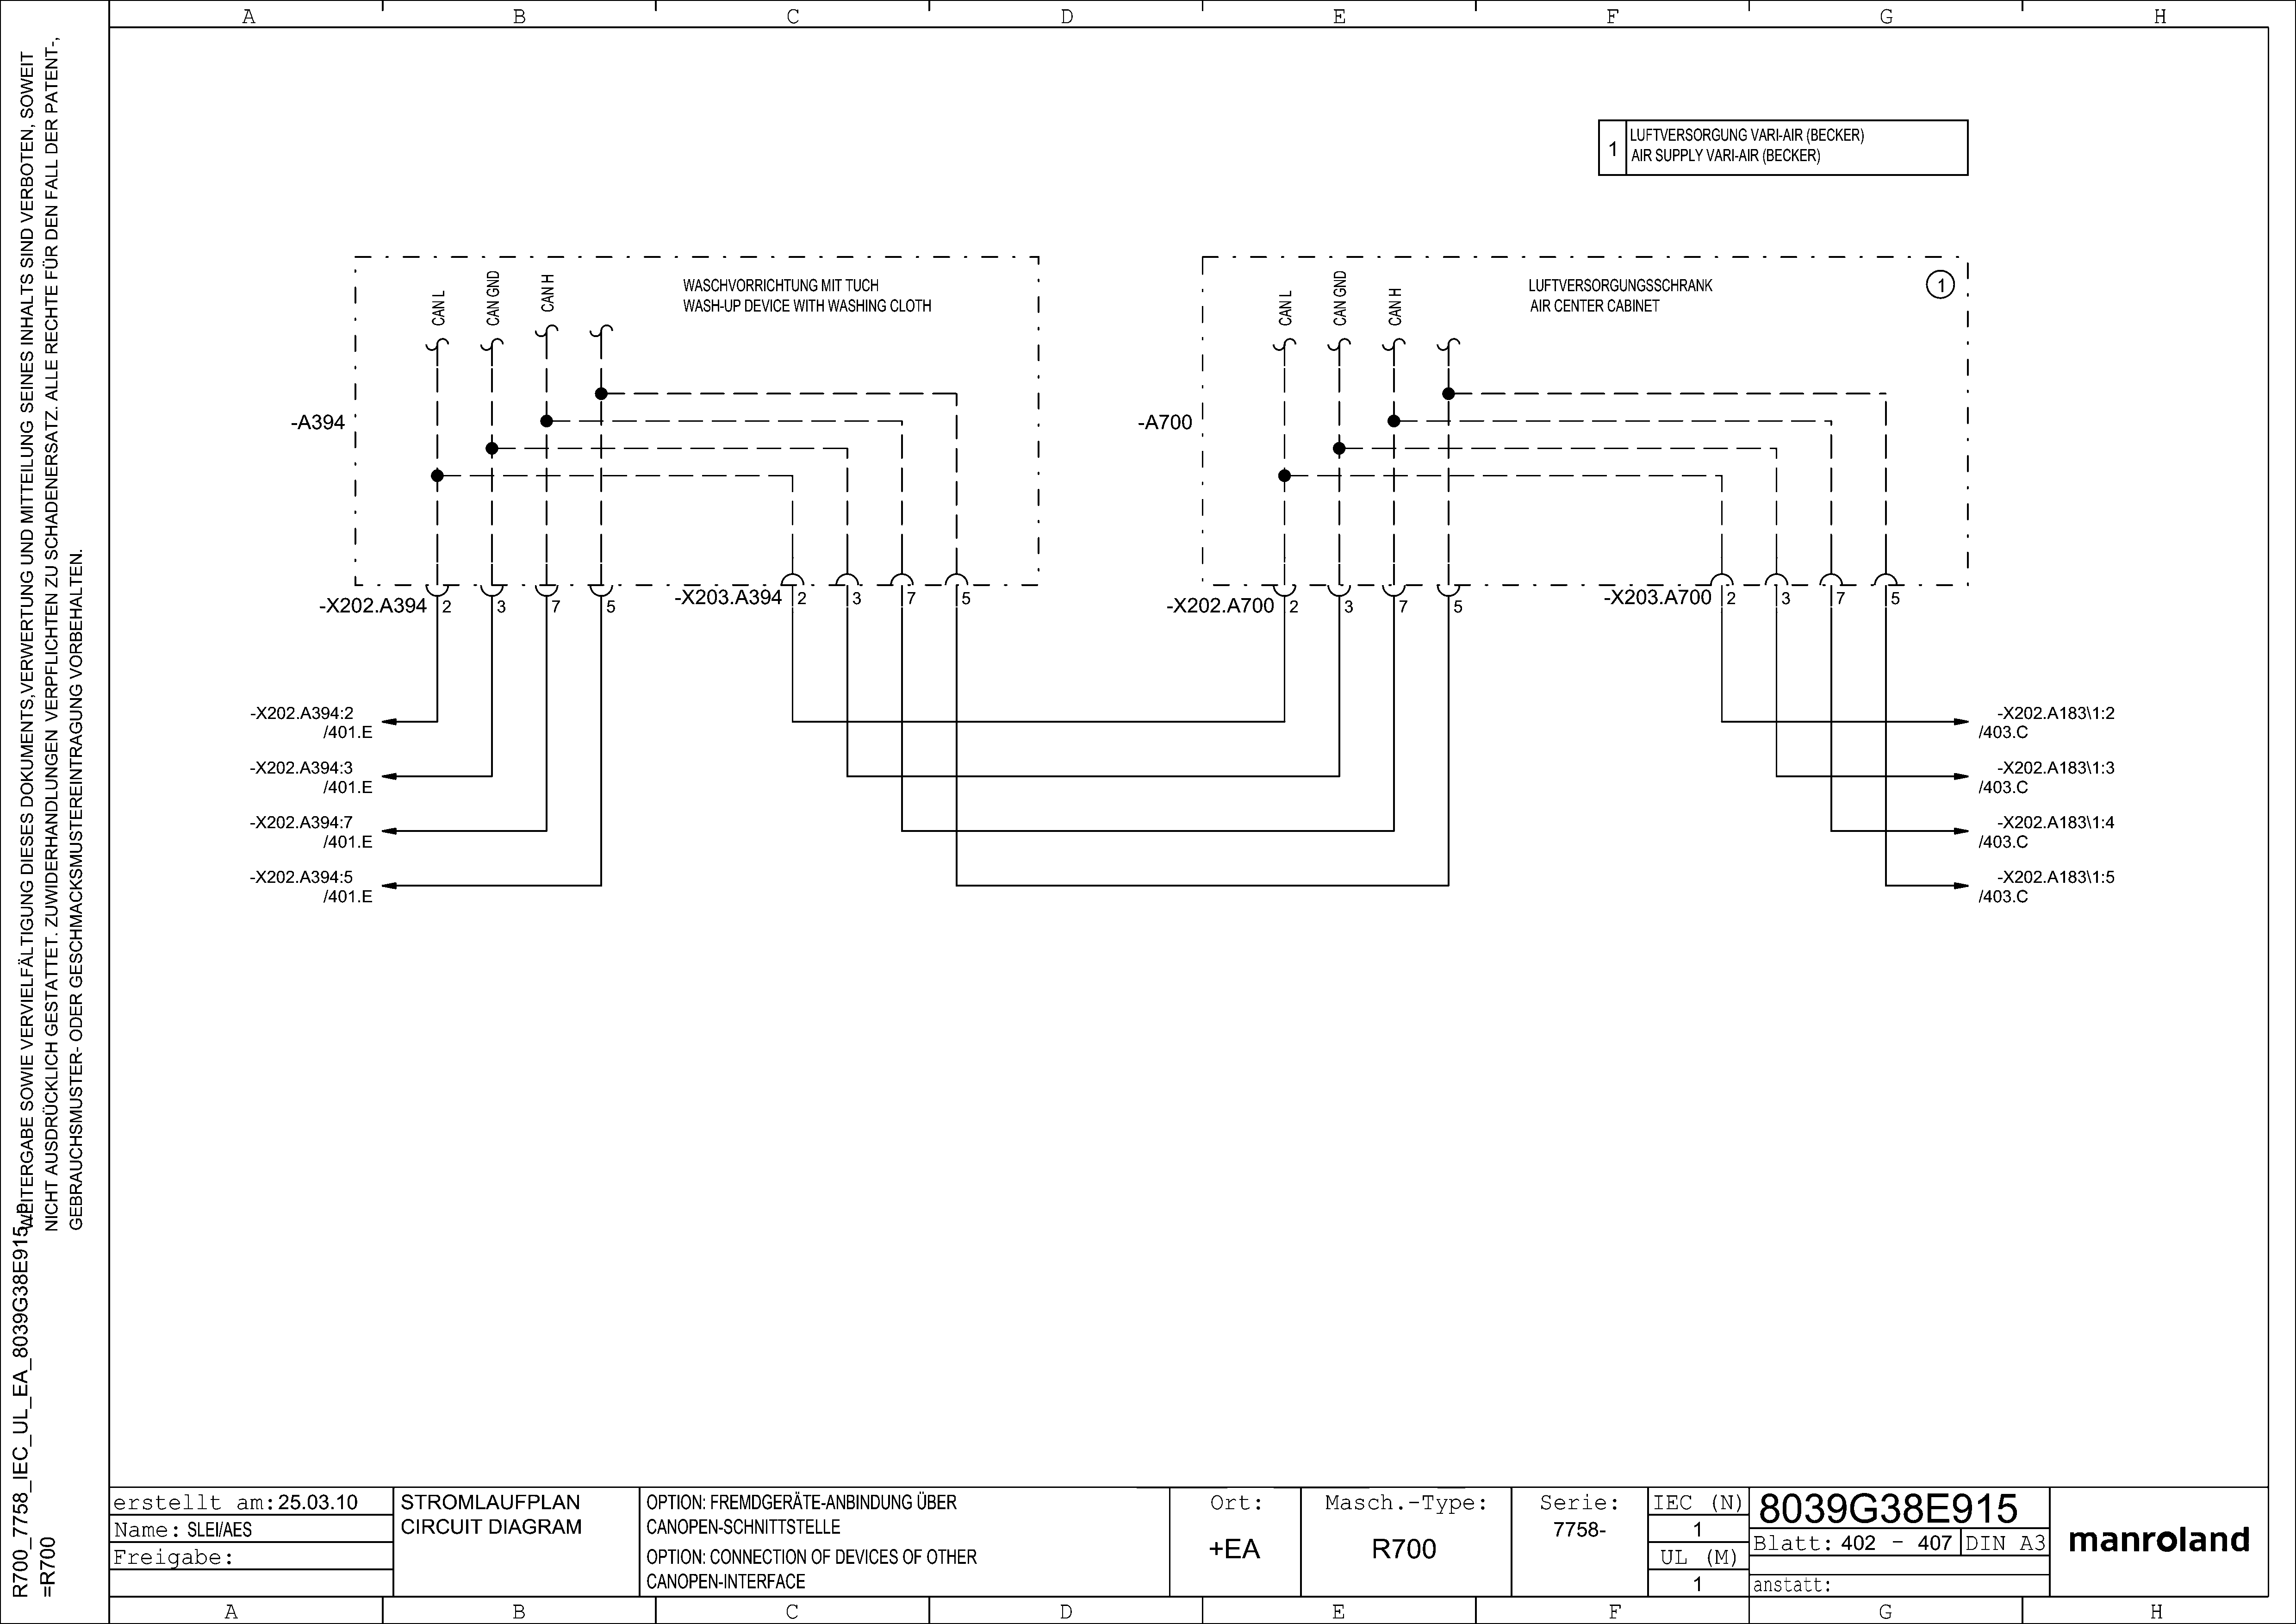 A B C D E F G H
1 LUFTVERSORGUNG VARI-AIR (BECKER)
AIR SUPPLY VARI-AIR (BECKER)
WASCHVORRICHTUNG MIT TUCH
WASH-UP DEVICE WITH WASHING CLOTH
CAN L
CAN GND
CAN H
-A394
-X202.A394 2 3 7 5
-X203.A394 2 3 7 5
LUFTVERSORGUNGSSCHRANK
AIR CENTER CABINET
1
CAN L
CAN GND
CAN H
-A700
-X202.A700 2 3 7 5
-X203.A700 2 3 7 5
-X202.A394:2
/401.E
-X202.A394:3
/401.E
-X202.A394:7
/401.E
-X202.A394:5
/401.E
-X202.A183\1:2
/403.C
-X202.A183\1:3
/403.C
-X202.A183\1:4
/403.C
-X202.A183\1:5
/403.C
WEITERGABE SOWIE VERVIELFÄLTIGUNG DIESES DOKUMENTS,VERWERTUNG UND MITTEILUNG SEINES INHALTS SIND VERBOTEN, SOWEIT
NICHT AUSDRÜCKLICH GESTATTET. ZUWIDERHANDLUNGEN VERPFLICHTEN ZU SCHADENERSATZ. ALLE RECHTE FÜR DEN FALL DER PATENT-,
GEBRAUCHSMUSTER- ODER GESCHMACKSMUSTEREINTRAGUNG VORBEHALTEN.
=R700
erstellt am: 25.03.10
Name: SLEI/AES
Freigabe:
STROMLAUFPLAN
CIRCUIT DIAGRAM
OPTION: FREMDGERÄTE-ANBINDUNG ÜBER
CANOPEN-SCHNITTSTELLE
OPTION: CONNECTION OF DEVICES OF OTHER
CANOPEN-INTERFACE
Ort:
+EA
Masch.-Type:
R700
Serie:
7758-
IEC (N)
1
UL (M)
1
8039G38E915
Blatt: 402 - 407 DIN A3
anstatt:
manroland
A B C D E F G H